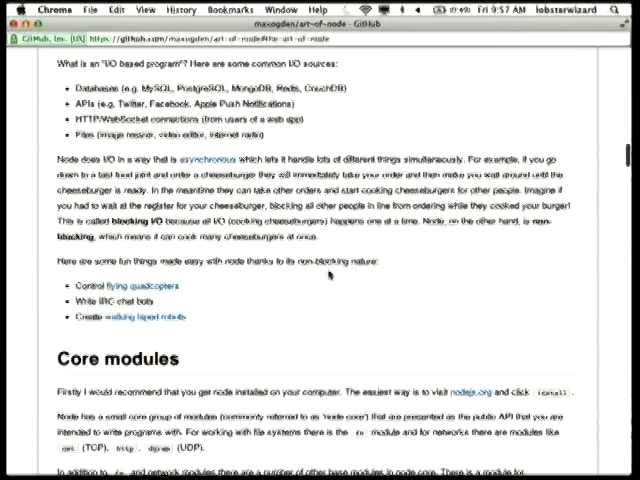 Chrome File Edit View History Bookmarks Window Help (0:49) Fri 9:57 AM lobsterwizard
maxogden/art-of-node · GitHub
GitHub, Inc. [US] https://github.com/maxogden/art-of-node#the-art-of-node
What is an "I/O based program"? Here are some common I/O sources:
• Databases (e.g. MySQL, PostgreSQL, MongoDB, Redis, CouchDB)
• APIs (e.g. Twitter, Facebook, Apple Push Notifications)
• HTTP/WebSocket connections (from users of a web app)
• Files (image resizer, video editor, internet radio)
Node does I/O in a way that is asynchronous which lets it handle lots of different things simultaneously. For example, if you go
down to a fast food joint and order a cheeseburger they will immediately take your order and then make you wait around until the
cheeseburger is ready. In the meantime they can take other orders and start cooking cheeseburgers for other people. Imagine if
you had to wait at the register for your cheeseburger, blocking all other people in line from ordering while they cooked your burger!
This is called blocking I/O because all I/O (cooking cheeseburgers) happens one at a time. Node, on the other hand, is non-
blocking, which means it can cook many cheeseburgers at once.
Here are some fun things made easy with node thanks to its non-blocking nature:
• Control flying quadcopters
• Write IRC chat bots
• Create walking biped robots
Core modules
Firstly I would recommend that you get node installed on your computer. The easiest way is to visit nodejs.org and click install .
Node has a small core group of modules (commonly referred to as 'node core') that are presented as the public API that you are
intended to write programs with. For working with file systems there is the fs module and for networks there are modules like
net (TCP), http , dgram (UDP).
In addition to fs and network modules there are a number of other base modules in node core. There is a module for